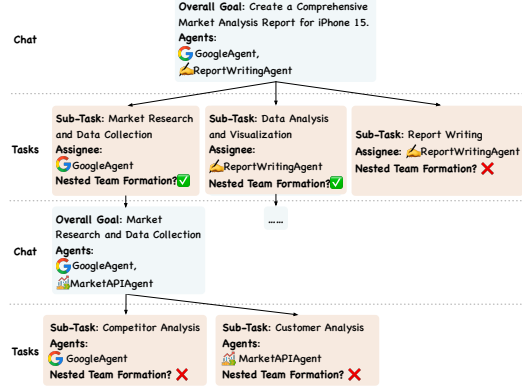 Overall Goal: Create a Comprehensive
Market Analysis Report for iPhone 15.
Agents:
GoogleAgent,
ReportWritingAgent
Chat
Sub-Task: Market Research
and Data Collection
Assignee:
GoogleAgent
Nested Team Formation?
Sub-Task: Data Analysis
and Visualization
Assignee:
ReportWritingAgent
Nested Team Formation?
Sub-Task: Report Writing
Assignee: ReportWritingAgent
Nested Team Formation?
Tasks
Overall Goal: Market
Research and Data Collection
Agents:
GoogleAgent,
MarketAPIAgent
......
Chat
Sub-Task: Competitor Analysis
Agents:
GoogleAgent
Nested Team Formation?
Sub-Task: Customer Analysis
Agents:
MarketAPIAgent
Nested Team Formation?
Tasks